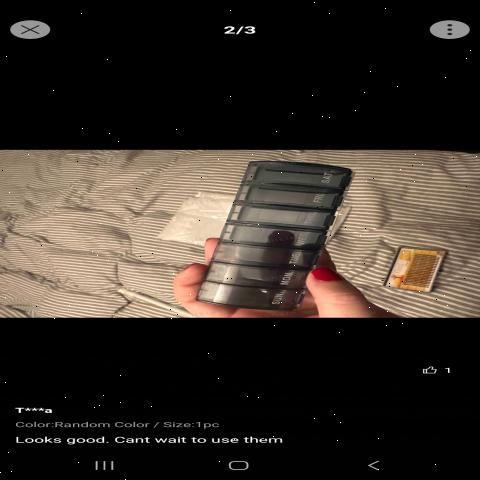 2/3
SAT
FRI
MON
SUN
1
T***a
Color:Random Color / Size:1pc
Looks good. Cant wait to use them